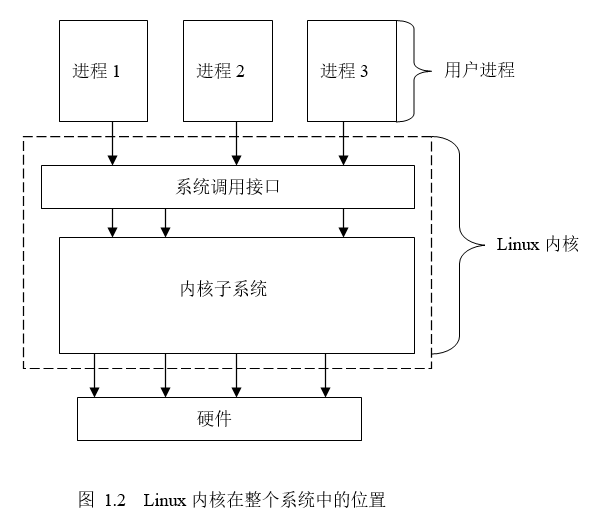 进程 1
进程 2
进程 3
用户进程
系统调用接口
Linux 内核
内核子系统
硬件
图 1.2 Linux 内核在整个系统中的位置